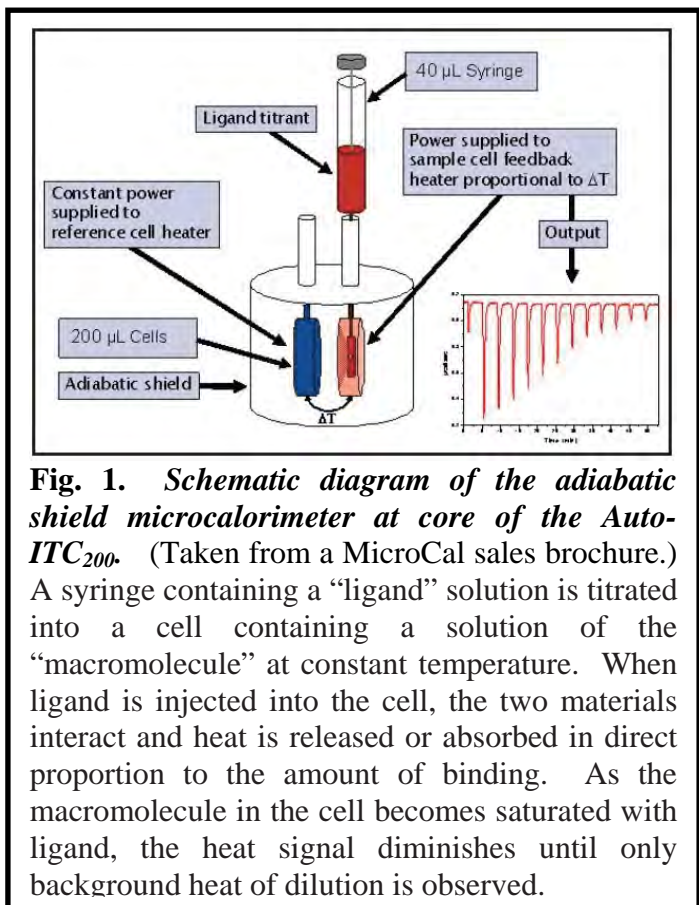 40 µL Syringe
Ligand titrant
Power supplied to
sample cell feedback
heater proportional to ΔT
Constant power
supplied to
reference cell heater
Output
200 µL Cells
Adiabatic shield
ΔT
Fig. 1. Schematic diagram of the adiabatic
shield microcalorimeter at core of the Auto-
ITC200. (Taken from a MicroCal sales brochure.)
A syringe containing a “ligand” solution is titrated
into a cell containing a solution of the
“macromolecule” at constant temperature. When
ligand is injected into the cell, the two materials
interact and heat is released or absorbed in direct
proportion to the amount of binding. As the
macromolecule in the cell becomes saturated with
ligand, the heat signal diminishes until only
background heat of dilution is observed.